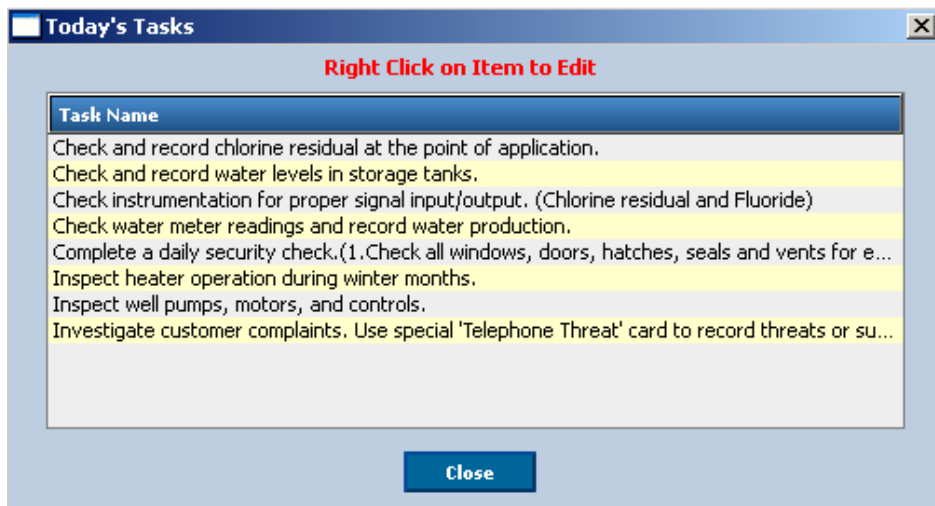 Today's Tasks
Right Click on Item to Edit
Task Name
Check and record chlorine residual at the point of application.
Check and record water levels in storage tanks.
Check instrumentation for proper signal input/output. (Chlorine residual and Fluoride)
Check water meter readings and record water production.
Complete a daily security check.(1.Check all windows, doors, hatches, seals and vents for e...
Inspect heater operation during winter months.
Inspect well pumps, motors, and controls.
Investigate customer complaints. Use special 'Telephone Threat' card to record threats or su...
Close